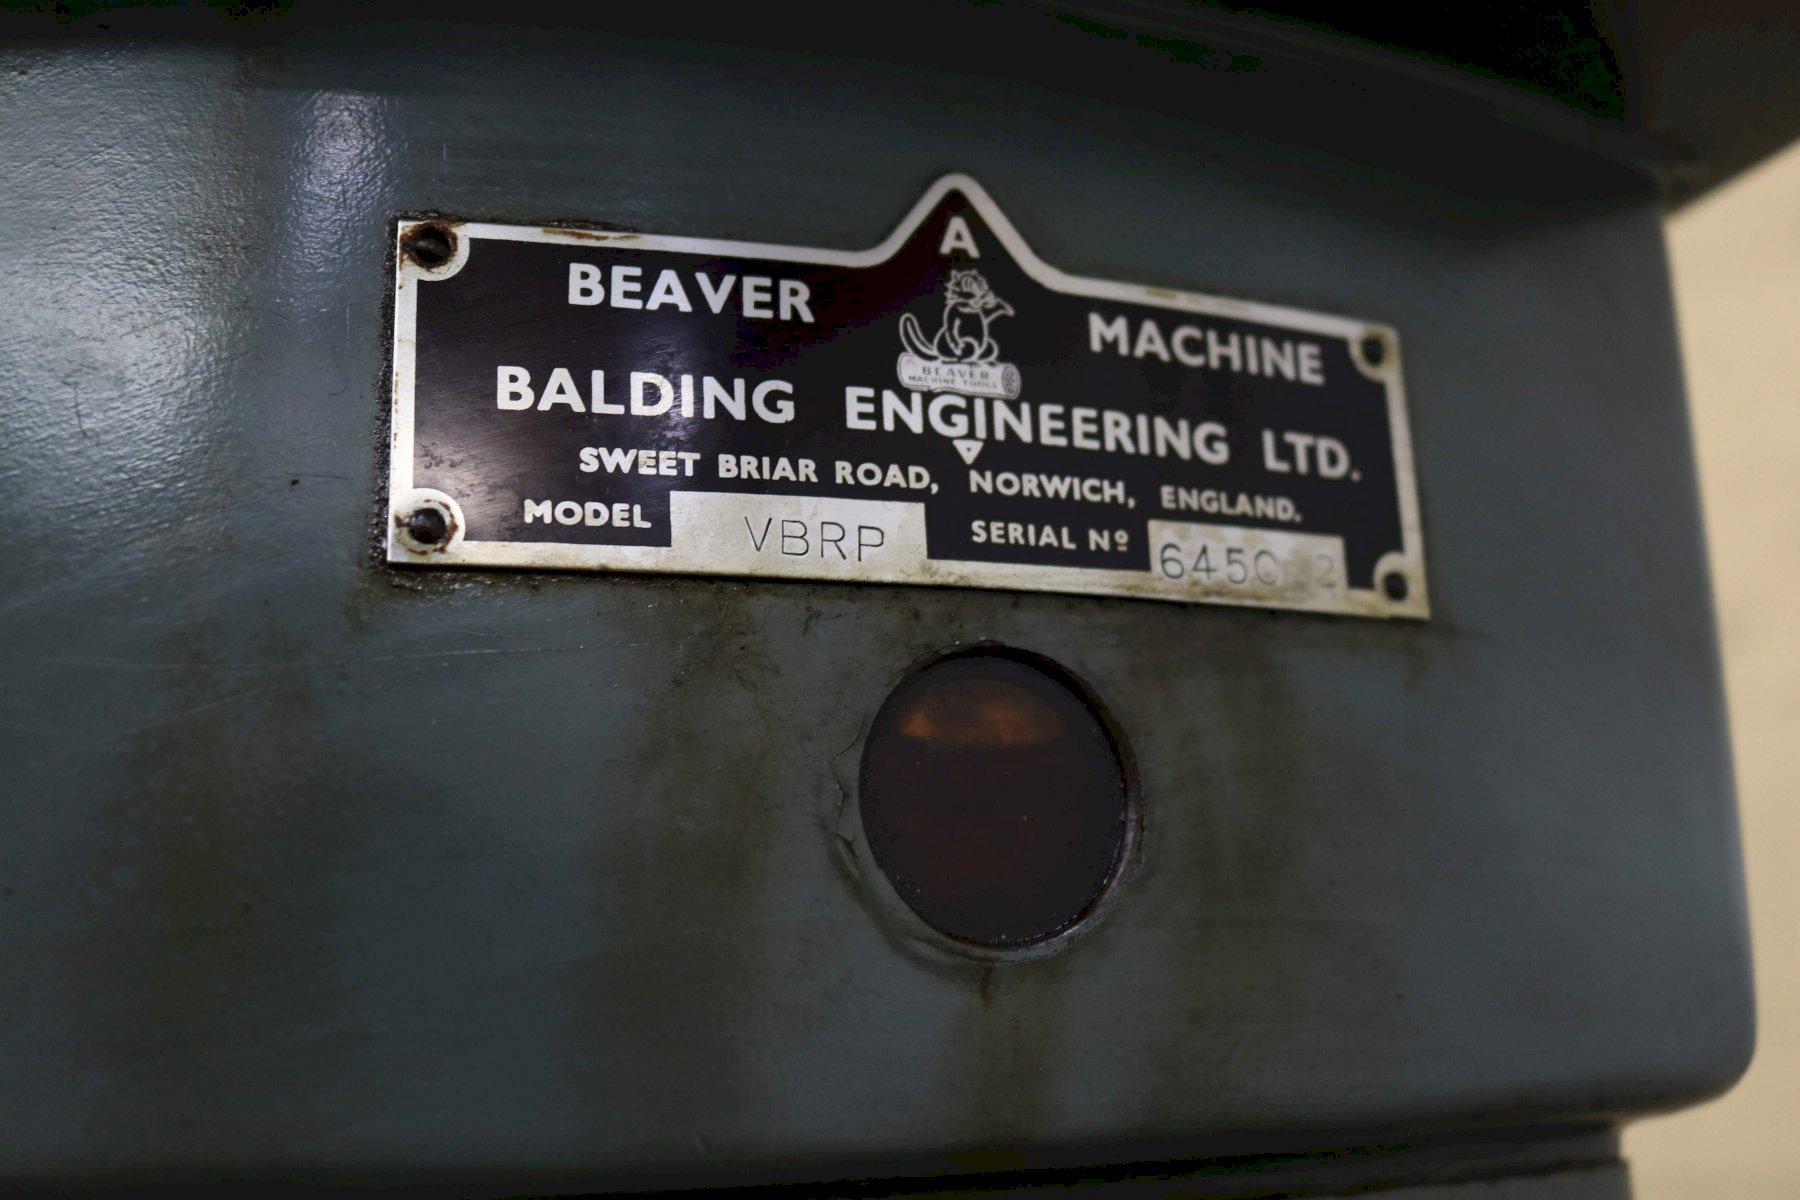 A
BEAVER MACHINE
BEAVER
MACHINE TOOLS
BALDING ENGINEERING LTD.
SWEET BRIAR ROAD, NORWICH, ENGLAND.
MODEL VBRP SERIAL Nº